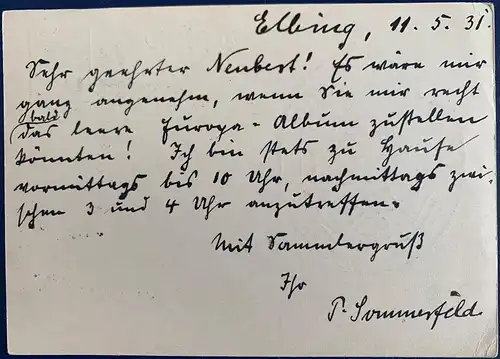 Elbing, 11. 5. 31.
Sehr geehrter Neubert! Es wäre mir
ganz angenehm, wenn Sie mir recht
bald
das leere Europa-Album zustellen
könnten! Ich bin stets zu Hause
vormittags bis 10 Uhr, nachmittags zwi-
schen 3 und 4 Uhr anzutreffen.
Mit Sammlergruß
Ihr
P. Sommerfeld